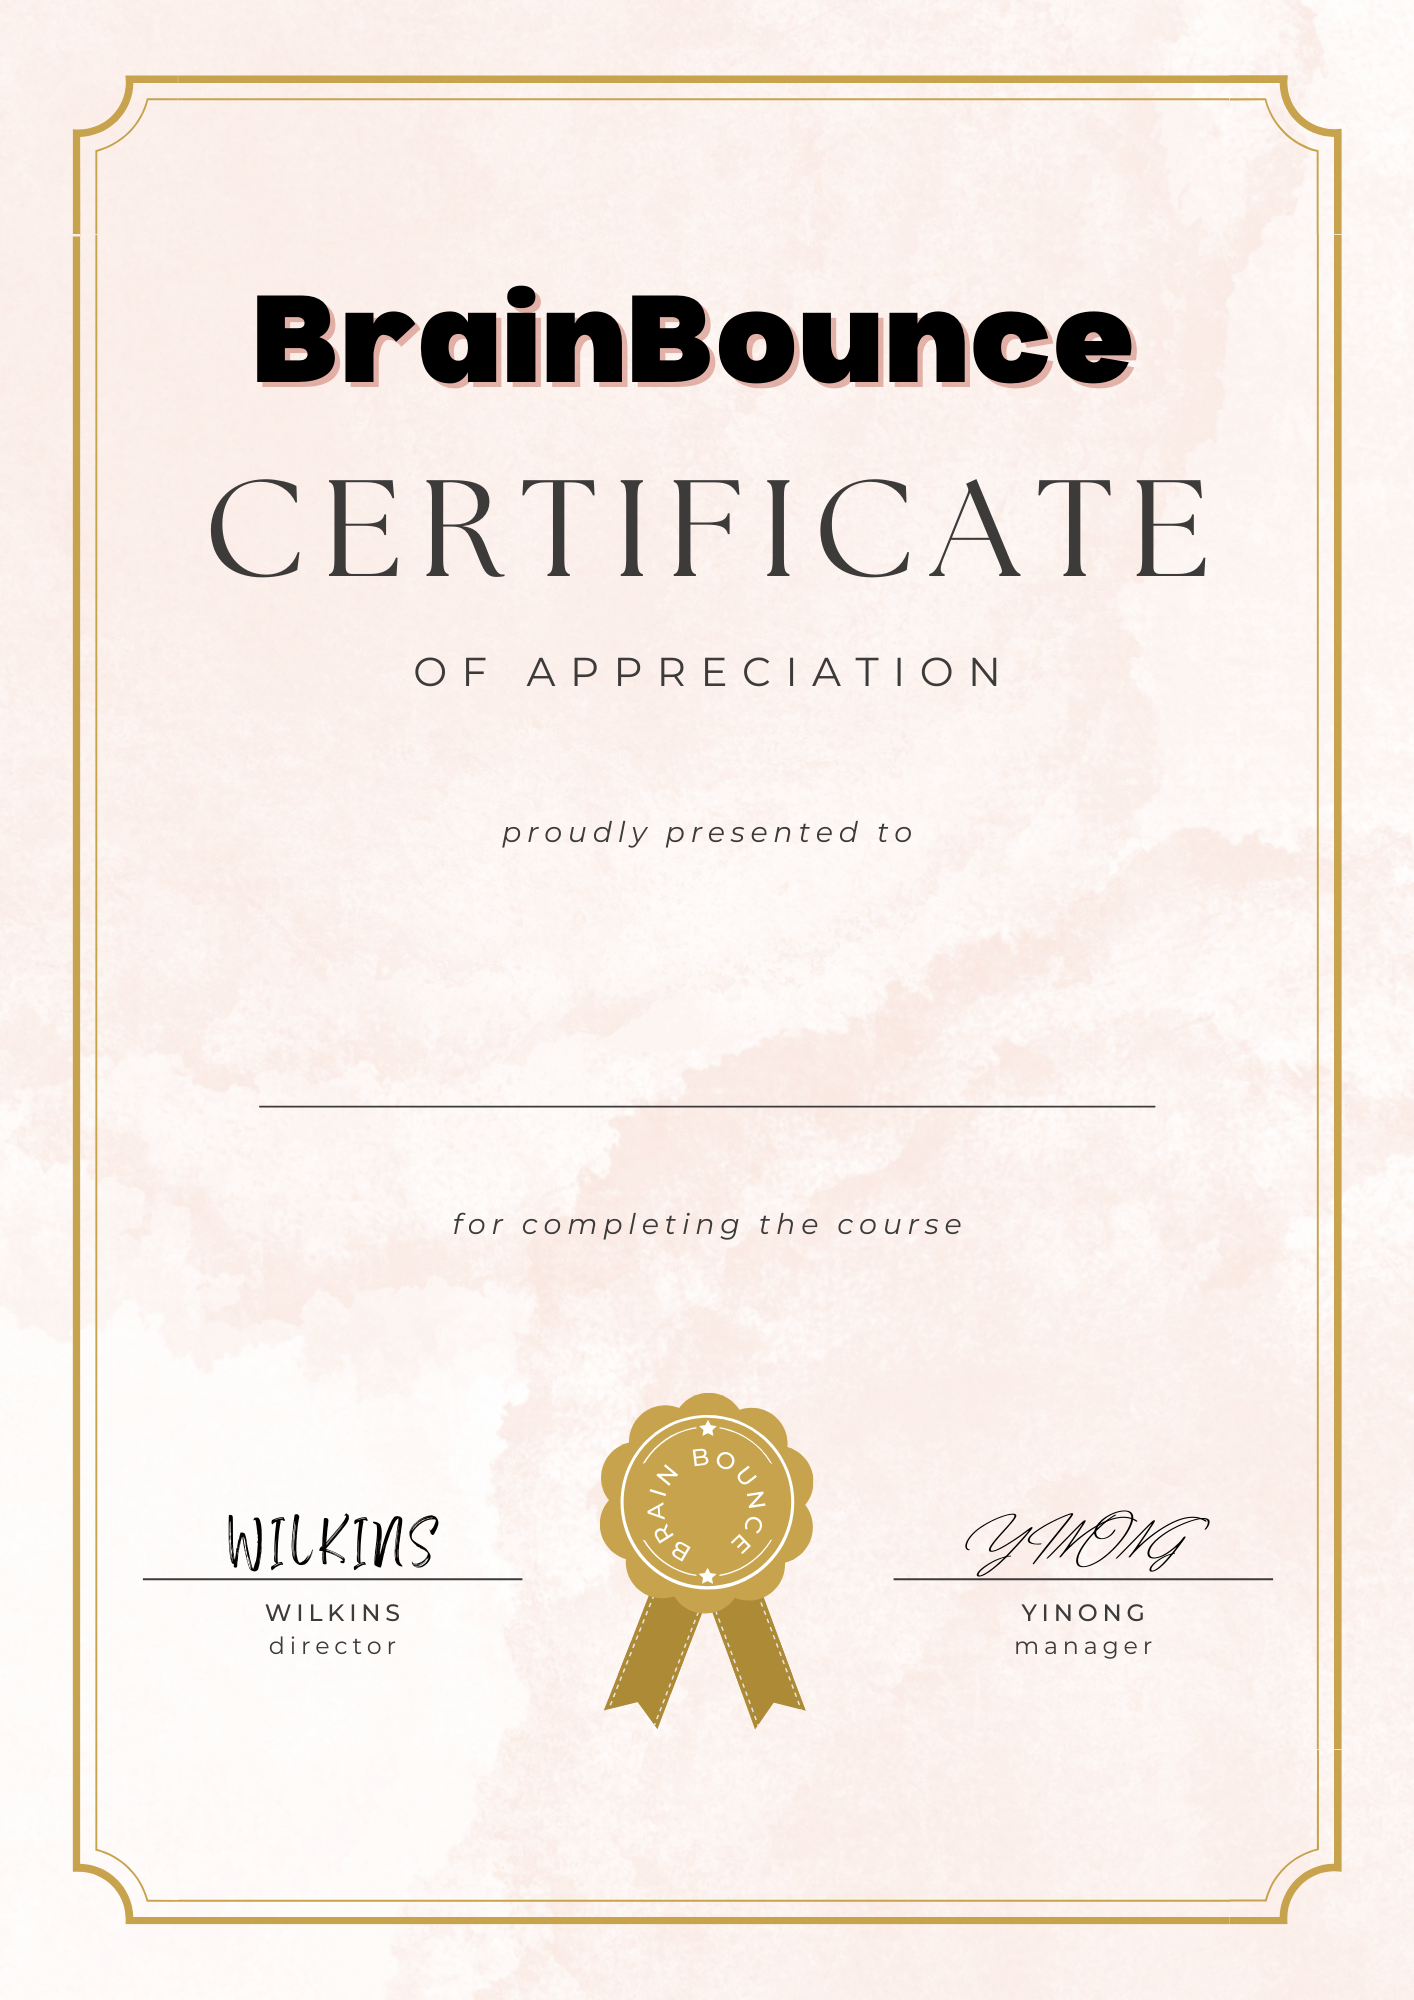 BrainBounce
CERTIFICATE
OF APPRECIATION
proudly presented to
for completing the course
BRAIN BOUNCE
WILKINS
WILKINS
director
YINONG
YINONG
manager